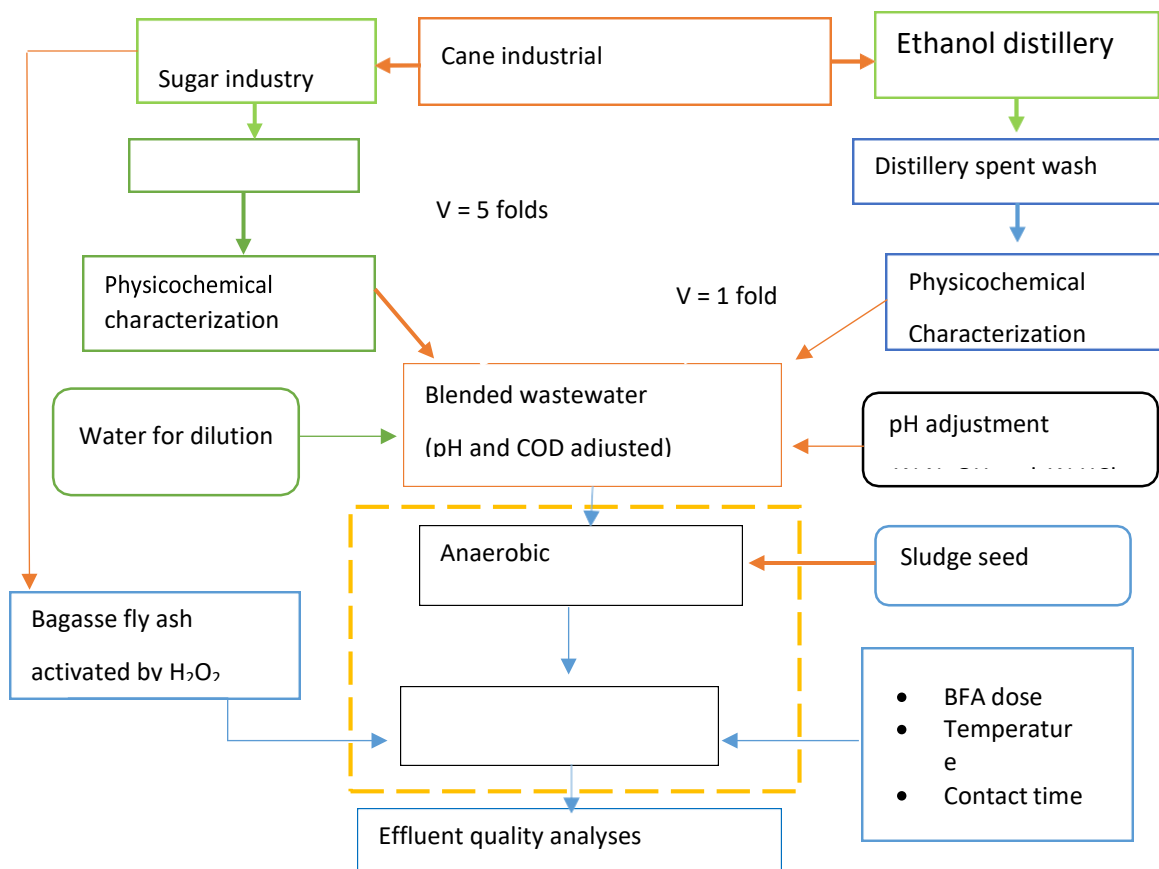 Cane industrial
Ethanol distillery
Sugar industry
Distillery spent wash
V = 5 folds
Physicochemical
characterization
V = 1 fold
Physicochemical
Characterization
Blended wastewater
(pH and COD adjusted)
Water for dilution
pH adjustment
Anaerobic
Sludge seed
Bagasse fly ash
activated by H₂O₂
• BFA dose
• Temperatur
e
• Contact time
Effluent quality analyses